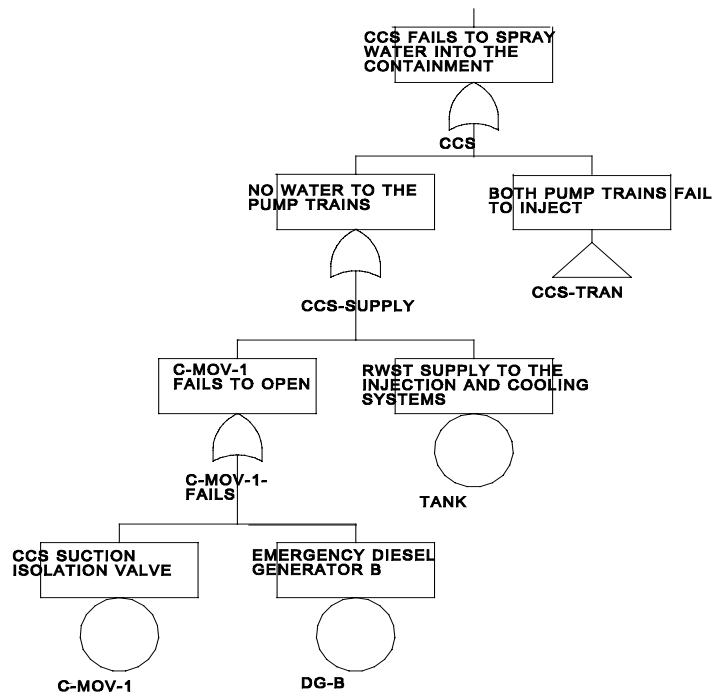 CCS FAILS TO SPRAY
WATER INTO THE
CONTAINMENT
CCS
NO WATER TO THE
PUMP TRAINS
BOTH PUMP TRAINS FAIL
TO INJECT
CCS-SUPPLY
CCS-TRAN
C-MOV-1
FAILS TO OPEN
RWST SUPPLY TO THE
INJECTION AND COOLING
SYSTEMS
C-MOV-1-
FAILS
TANK
CCS SUCTION
ISOLATION VALVE
EMERGENCY DIESEL
GENERATOR B
C-MOV-1
DG-B